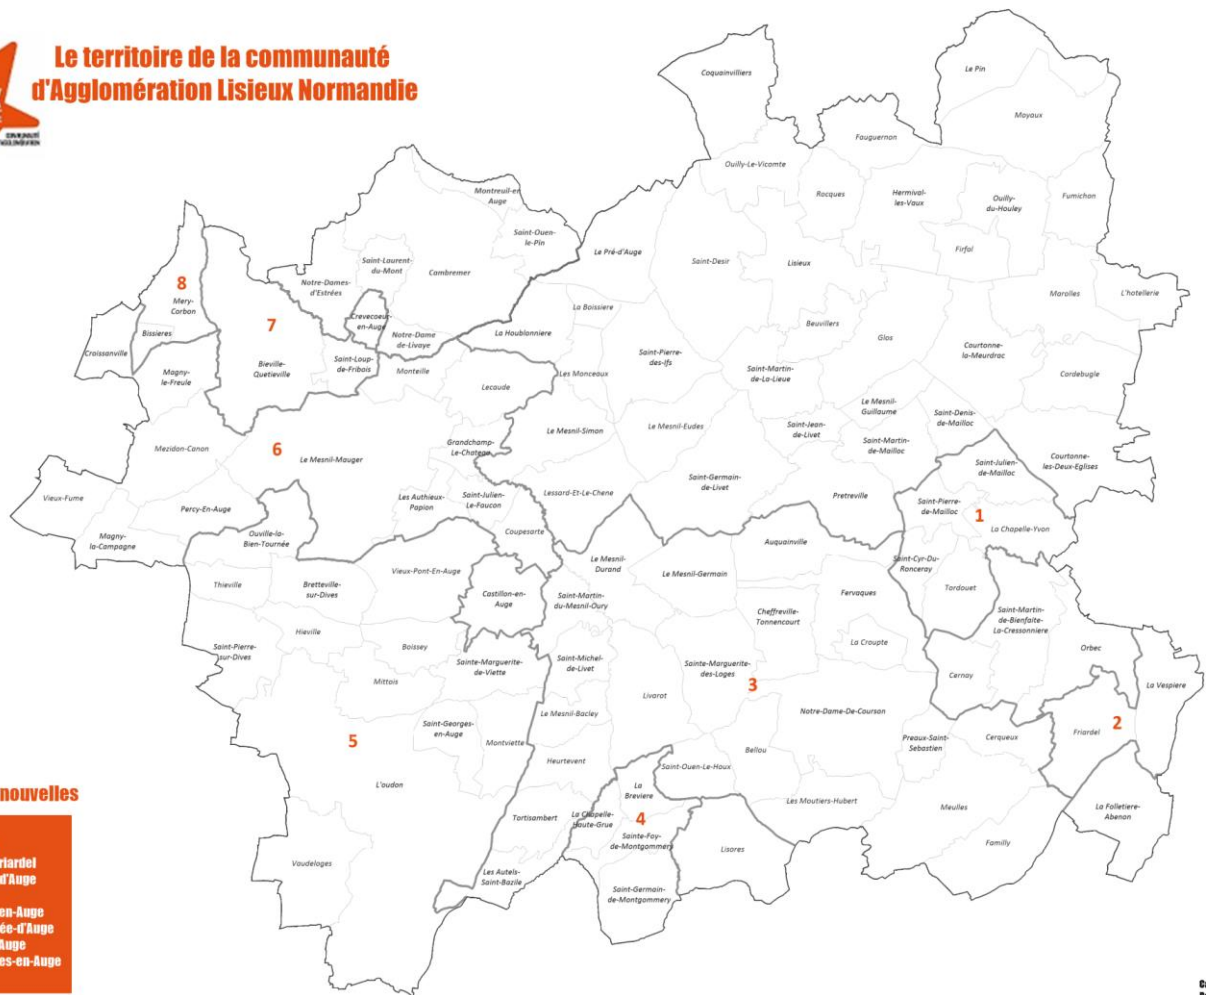 Le territoire de la communauté
d'Agglomération Lisieux Normandie
COMMUNAUTÉ
Coquainvilliers
Le Pin
Moyaux
Fauguernon
Ouilly-Le-Vicomte
Rocques
Hermival-
les-Vaux
Ouilly-
du-Houley
Fumichon
Montreuil-en
Auge
Saint-Ouen-
le-Pin
Le Pré-d'Auge
Saint-Desir
Lisieux
Firfol
Saint-Laurent-
du-Mont
Cambremer
Notre-Dames-
d'Estrées
8
Mery-
Corbon
Marolles
L'hotellerie
La Boissiere
Crevecoeur-
en-Auge
Notre-Dame
de-Livaye
La Houblonniere
7
Bissieres
Beuvillers
Glos
Courtonne-
la-Meurdrac
Croissanville
Magny-
le-Freule
Bieville-
Quetieville
Saint-Loup-
de-Fribois
Monteille
Lecaude
Les Monceaux
Saint-Pierre-
des-Ifs
Saint-Martin-
de-La-Lieue
Cordebugle
Le Mesnil-
Guillaume
Saint-Denis-
de-Mailloc
Mezidon-Canon
6
Le Mesnil-Mauger
Grandchamp-
Le-Chateau
Le Mesnil-Simon
Le Mesnil-Eudes
Saint-Jean-
de-Livet
Saint-Martin-
de-Mailloc
Saint-Julien-
de-Mailloc
Courtonne-
les-Deux-Eglises
Vieux-Fume
Percy-En-Auge
Les Authieux-
Papion
Saint-Julien-
Le-Faucon
Lessard-Et-Le-Chene
Saint-Germain-
de-Livet
Pretreville
Saint-Pierre-
de-Mailloc
1
La Chapelle-Yvon
Magny-
la-Campagne
Ouville-la-
Bien-Tournée
Coupesarte
Auquainville
Le Mesnil-
Durand
Le Mesnil-Germain
Saint-Cyr-Du-
Ronceray
Tordouet
Thieville
Bretteville-
sur-Dives
Vieux-Pont-En-Auge
Castillon-en-
Auge
Saint-Martin-
du-Mesnil-Oury
Fervaques
Cheffreville-
Tonnencourt
Saint-Martin-
de-Bienfaite-
La-Cressonniere
Hieville
Boissey
La Croupte
Orbec
Saint-Pierre-
sur-Dives
Sainte-Marguerite-
de-Viette
Saint-Michel-
de-Livet
Sainte-Marguerite-
des-Loges
Cernay
La Vespiere
Mittois
3
Livarot
Saint-Georges-
en-Auge
Le Mesnil-Bacley
Notre-Dame-De-Courson
2
Friardel
5
Montviette
Bellou
Preaux-Saint-
Sebastien
Cerqueux
Heurtevent
Saint-Ouen-Le-Houx
L'oudon
La
Breviere
Les Moutiers-Hubert
Meulles
La Folletiere-
Abenon
Tortisambert
La Chapelle-
Haute-Grue
4
Sainte-Foy-
de-Montgommery
Lisores
Familly
Vaudeloges
Les Autels-
Saint-Bazile
Saint-Germain-
de-Montgommery
nouvelles
riardel
d'Auge
en-Auge
ée-d'Auge
Auge
es-en-Auge